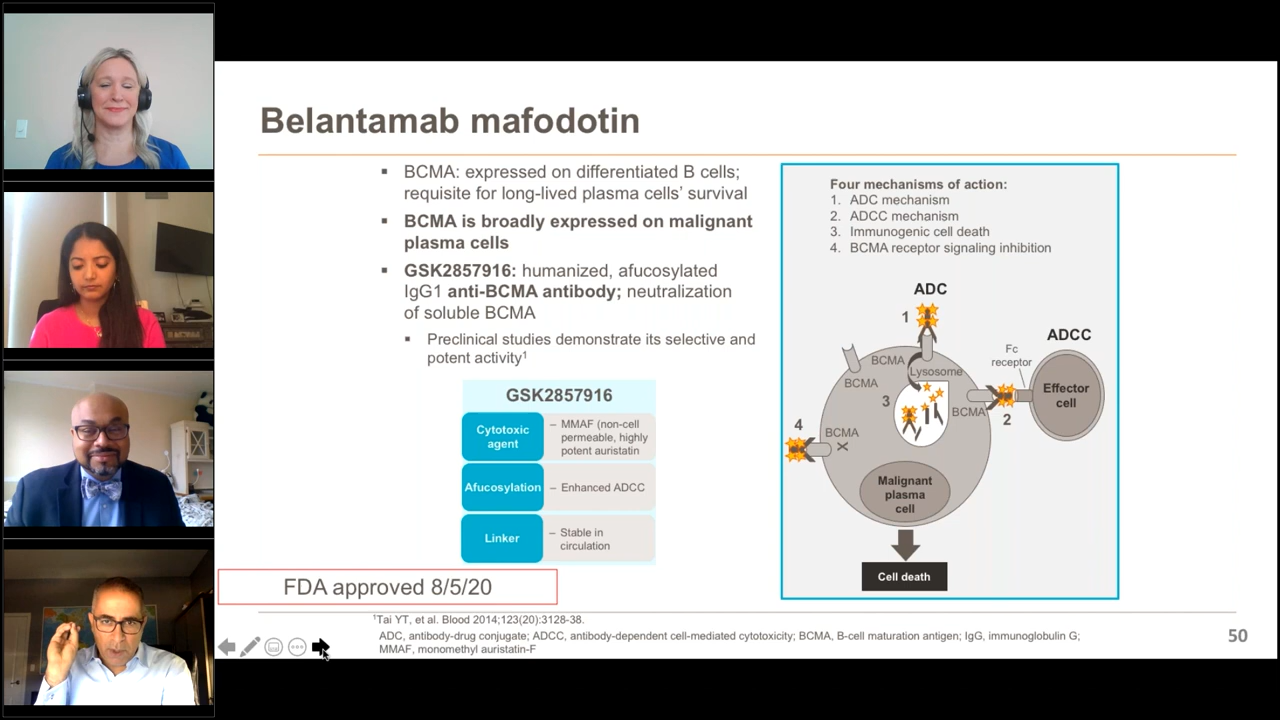 Belantamab mafodotin
▪ BCMA: expressed on differentiated B cells;
requisite for long-lived plasma cells' survival
▪ BCMA is broadly expressed on malignant
plasma cells
▪ GSK2857916: humanized, afucosylated
IgG1 anti-BCMA antibody; neutralization
of soluble BCMA
▪ Preclinical studies demonstrate its selective and
potent activity1
GSK2857916
Cytotoxic
agent
– MMAF (non-cell
permeable, highly
potent auristatin
Afucosylation
– Enhanced ADCC
Linker
– Stable in
circulation
FDA approved 8/5/20
Four mechanisms of action:
1. ADC mechanism
2. ADCC mechanism
3. Immunogenic cell death
4. BCMA receptor signaling inhibition
ADC
1
ADCC
Fc
receptor
BCMA
Lysosome
BCMA
Effector
cell
3
BCMA
2
4
BCMA
Malignant
plasma
cell
Cell death
1Tai YT, et al. Blood 2014;123(20):3128-38.
ADC, antibody-drug conjugate; ADCC, antibody-dependent cell-mediated cytotoxicity; BCMA, B-cell maturation antigen; IgG, immunoglobulin G;
MMAF, monomethyl auristatin-F
50